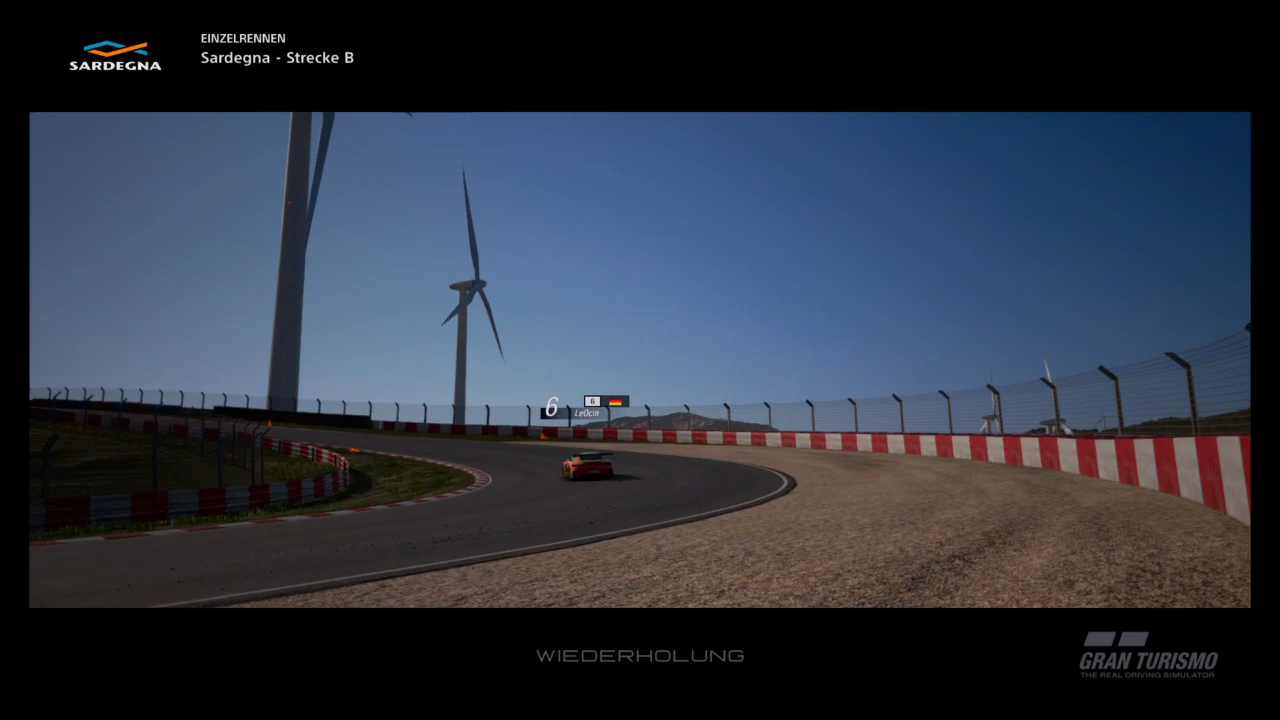 SARDEGNA
EINZELRENNEN
Sardegna - Strecke B
6
6
LeOcin
WIEDERHOLUNG
GRAN TURISMO
THE REAL DRIVING SIMULATOR